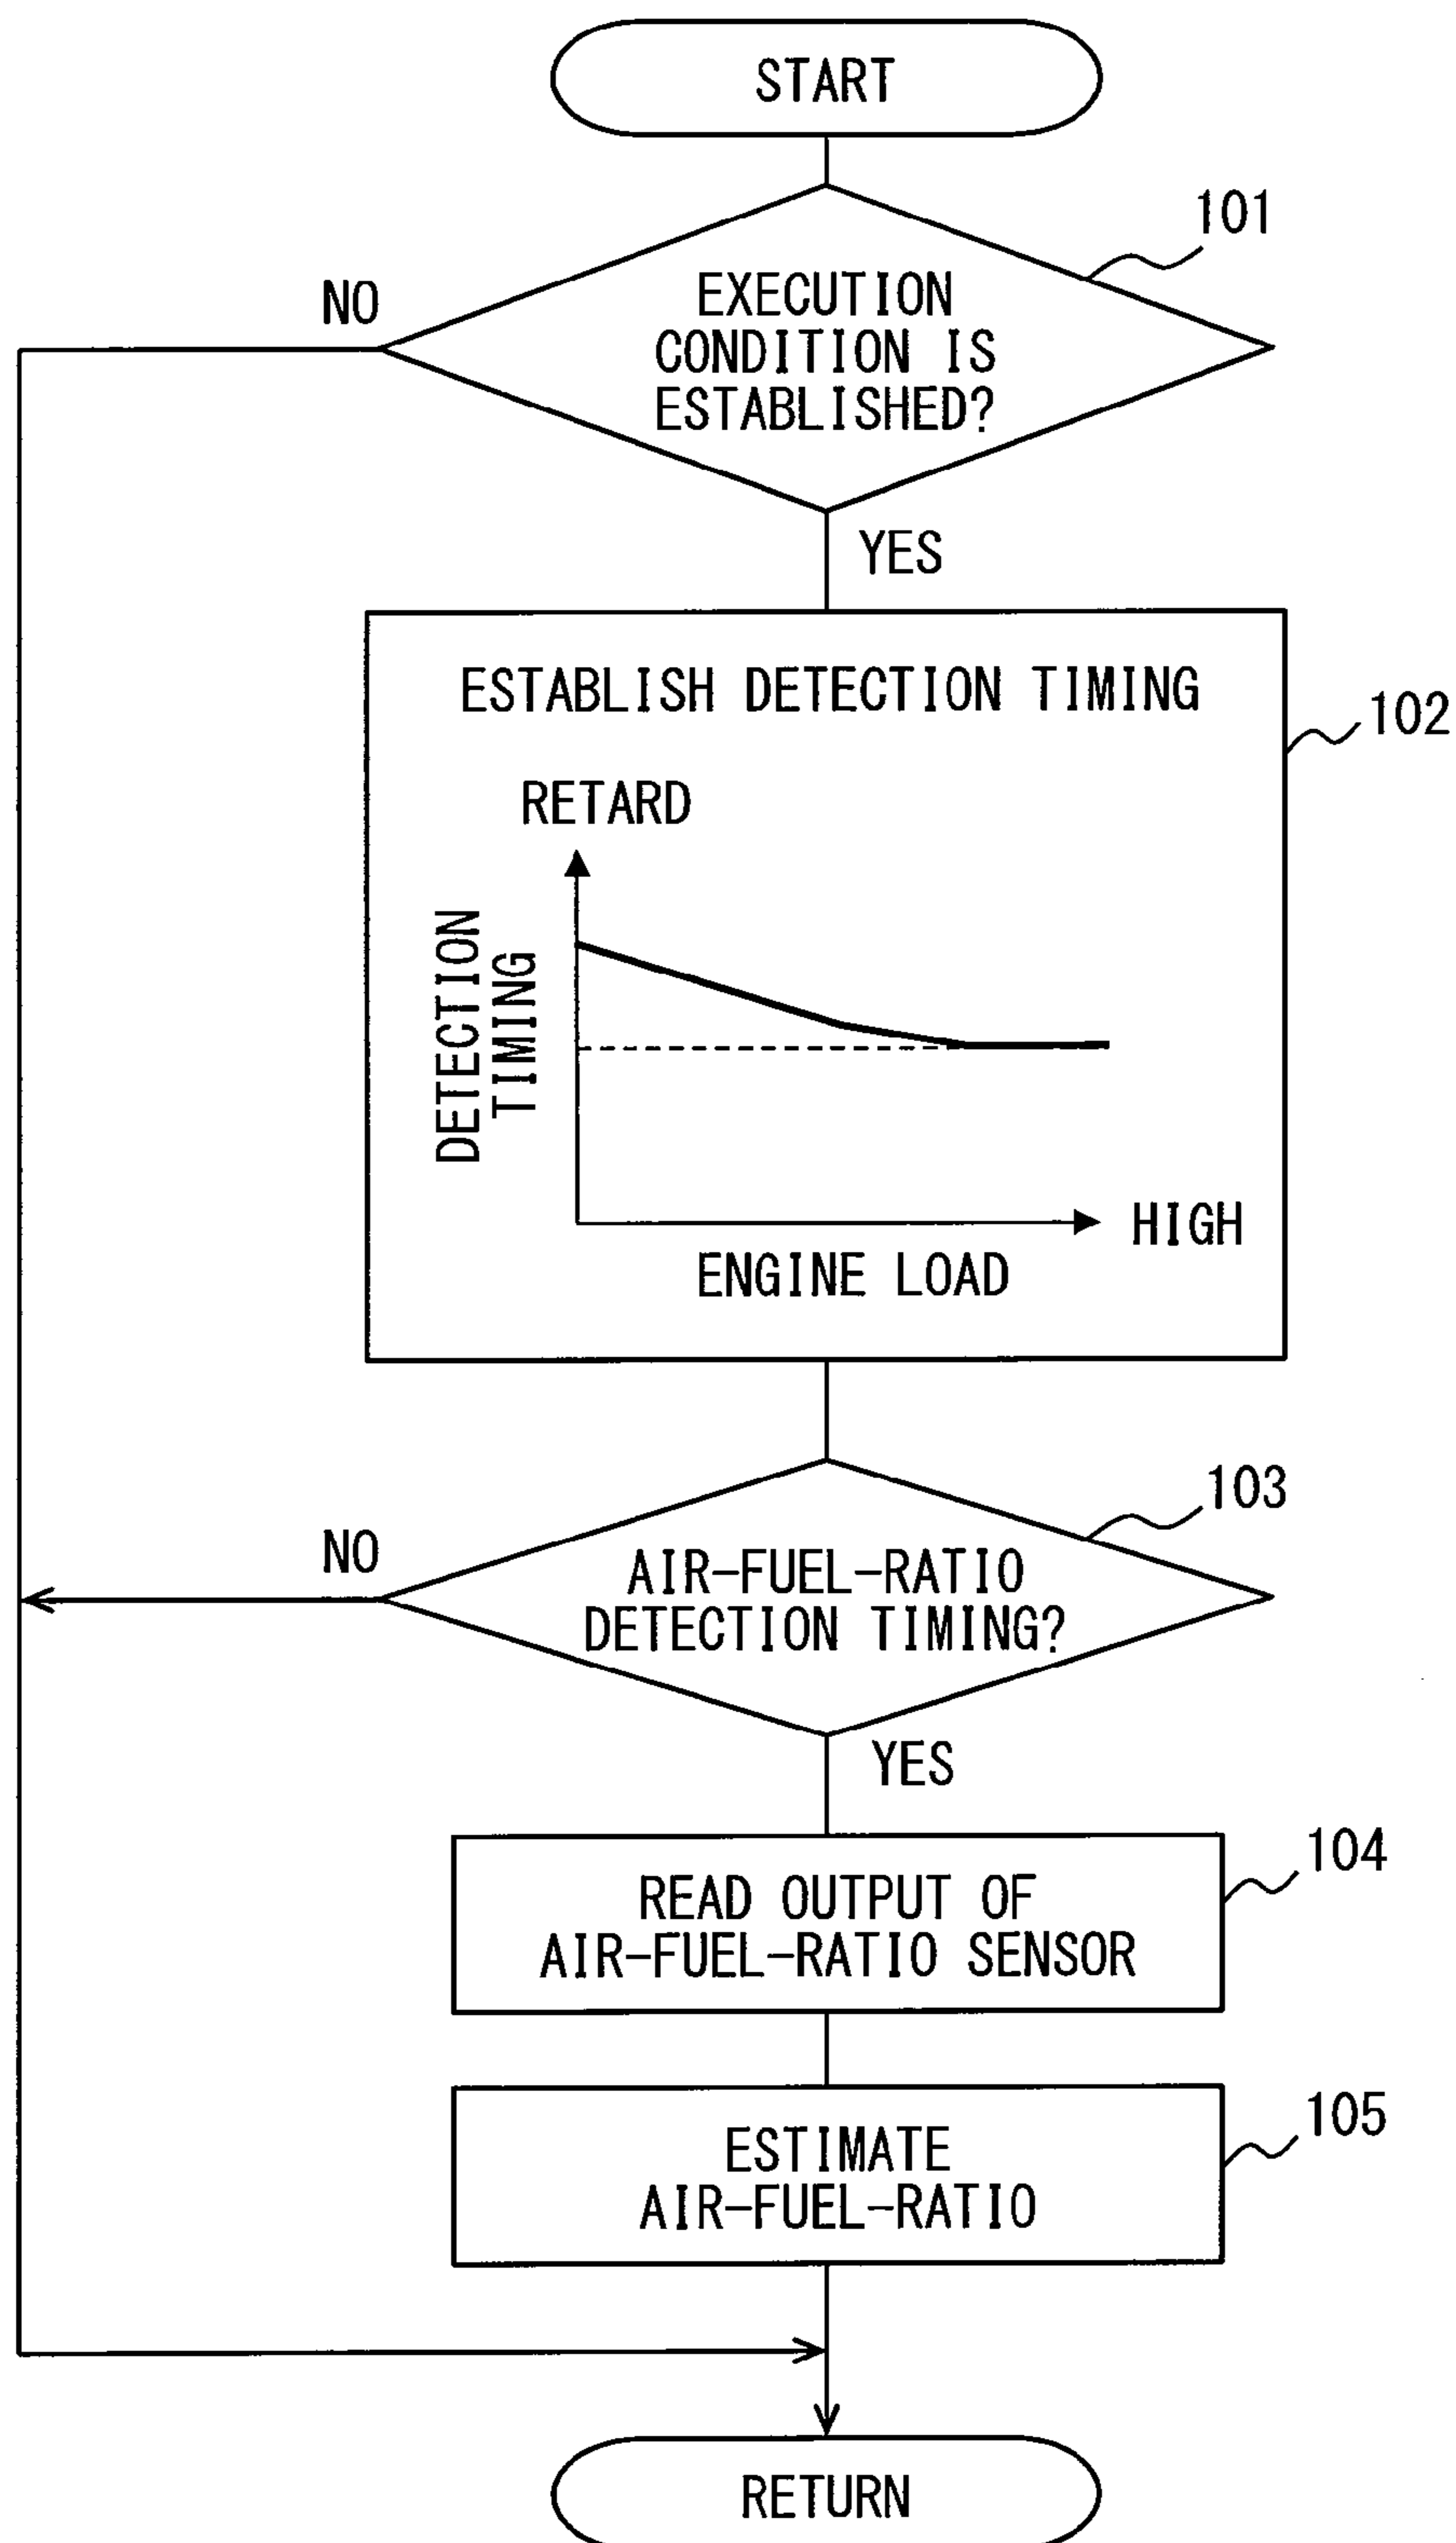 START
101
NO
EXECUTION
CONDITION IS
ESTABLISHED?
YES
ESTABLISH DETECTION TIMING
102
RETARD
DETECTION
TIMING
HIGH
ENGINE LOAD
103
NO
AIR-FUEL-RATIO
DETECTION TIMING?
YES
104
READ OUTPUT OF
AIR-FUEL-RATIO SENSOR
105
ESTIMATE
AIR-FUEL-RATIO
RETURN